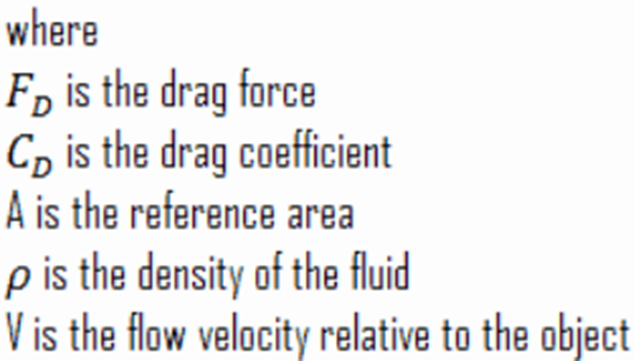 where
F_D is the drag force
C_D is the drag coefficient
A is the reference area
ρ is the density of the fluid
V is the flow velocity relative to the object